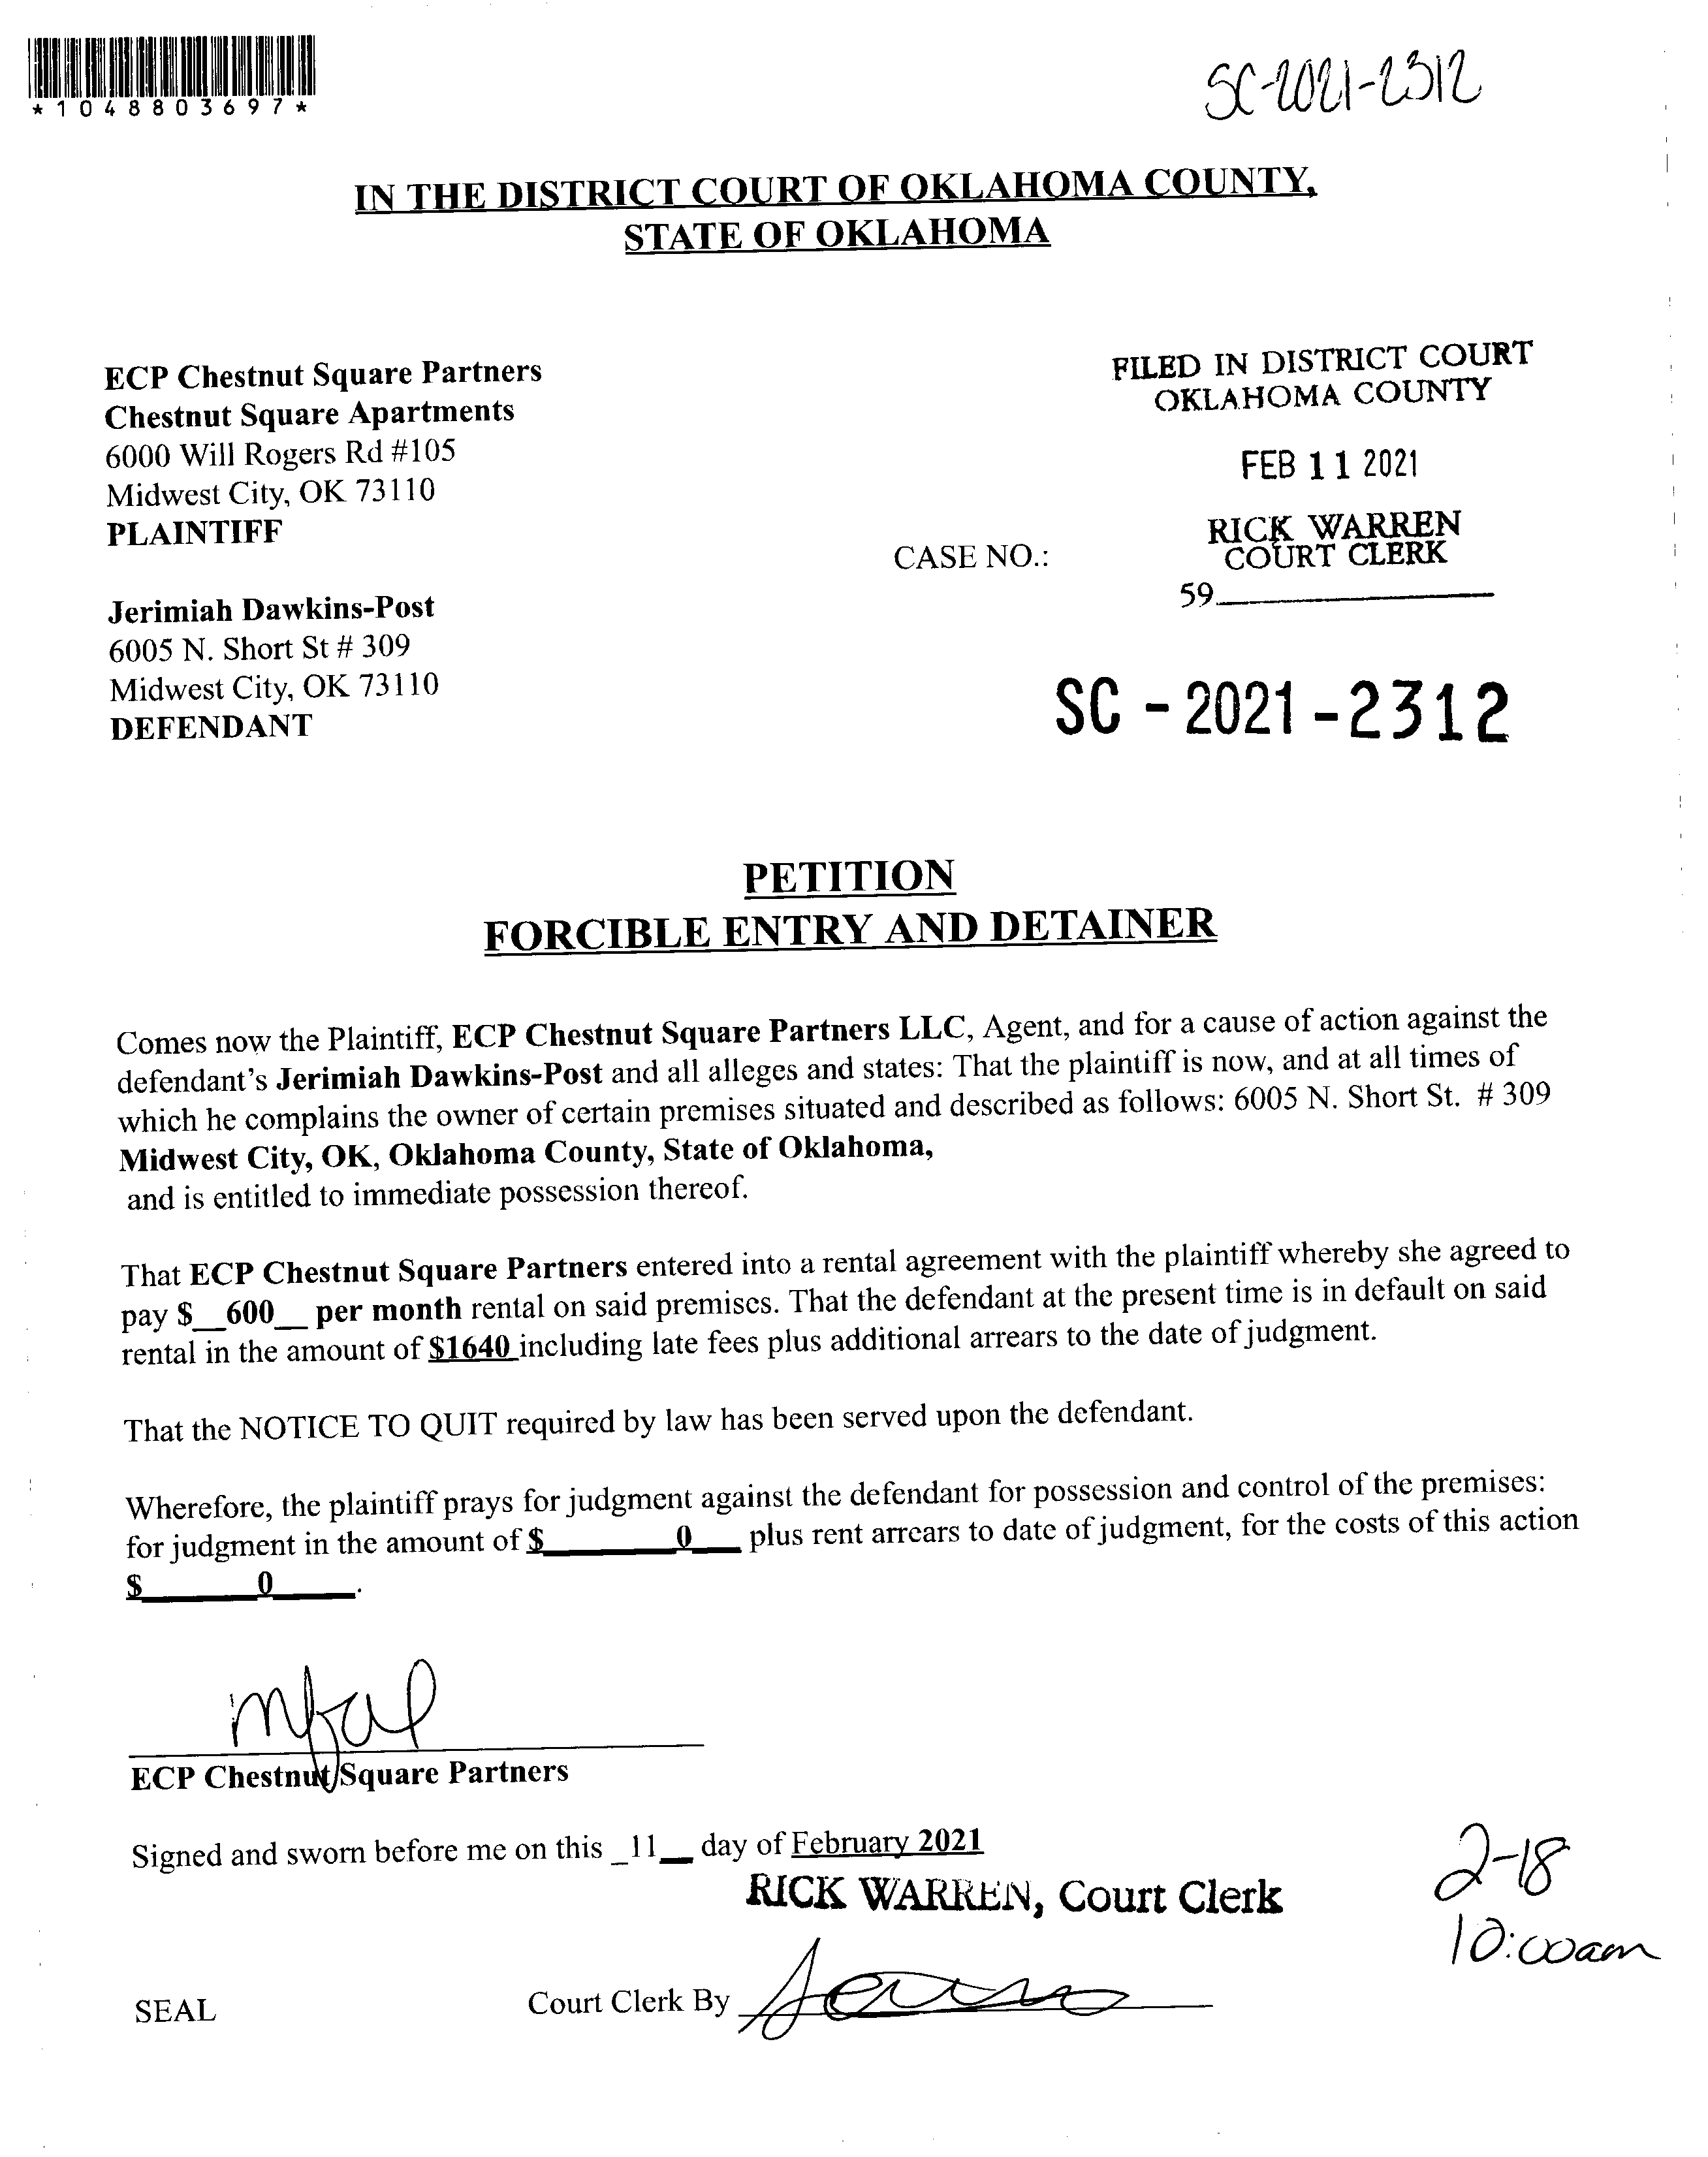 SC-2021-2312
*1048803697*
IN THE DISTRICT COURT OF OKLAHOMA COUNTY,
STATE OF OKLAHOMA
ECP Chestnut Square Partners
Chestnut Square Apartments
6000 Will Rogers Rd #105
Midwest City, OK 73110
PLAINTIFF
FILED IN DISTRICT COURT
OKLAHOMA COUNTY
FEB 11 2021
RICK WARREN
COURT CLERK
CASE NO.:
59
Jerimiah Dawkins-Post
6005 N. Short St # 309
Midwest City, OK 73110
DEFENDANT
SC - 2021 - 2312
PETITION
FORCIBLE ENTRY AND DETAINER
Comes now the Plaintiff, ECP Chestnut Square Partners LLC, Agent, and for a cause of action against the
defendant's Jerimiah Dawkins-Post and all alleges and states: That the plaintiff is now, and at all times of
which he complains the owner of certain premises situated and described as follows: 6005 N. Short St. # 309
Midwest City, OK, Oklahoma County, State of Oklahoma,
and is entitled to immediate possession thereof.
That ECP Chestnut Square Partners entered into a rental agreement with the plaintiff whereby she agreed to
pay $__600__ per month rental on said premises. That the defendant at the present time is in default on said
rental in the amount of $1640 including late fees plus additional arrears to the date of judgment.
That the NOTICE TO QUIT required by law has been served upon the defendant.
Wherefore, the plaintiff prays for judgment against the defendant for possession and control of the premises:
for judgment in the amount of $________0___ plus rent arrears to date of judgment, for the costs of this action
$_______0_____.
ECP Chestnut Square Partners
Signed and sworn before me on this _11__ day of February 2021
RICK WARREN, Court Clerk
2-18
10:00am
SEAL
Court Clerk By